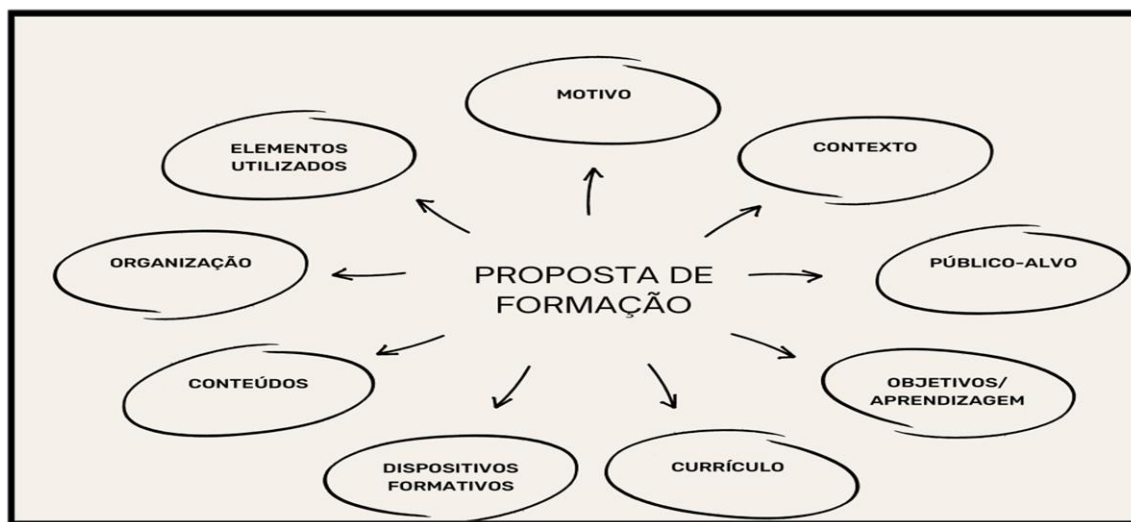 MOTIVO
CONTEXTO
ELEMENTOS
UTILIZADOS
ORGANIZAÇÃO
PROPOSTA DE
FORMAÇÃO
PÚBLICO-ALVO
CONTEÚDOS
OBJETIVOS/
APRENDIZAGEM
DISPOSITIVOS
FORMATIVOS
CURRÍCULO